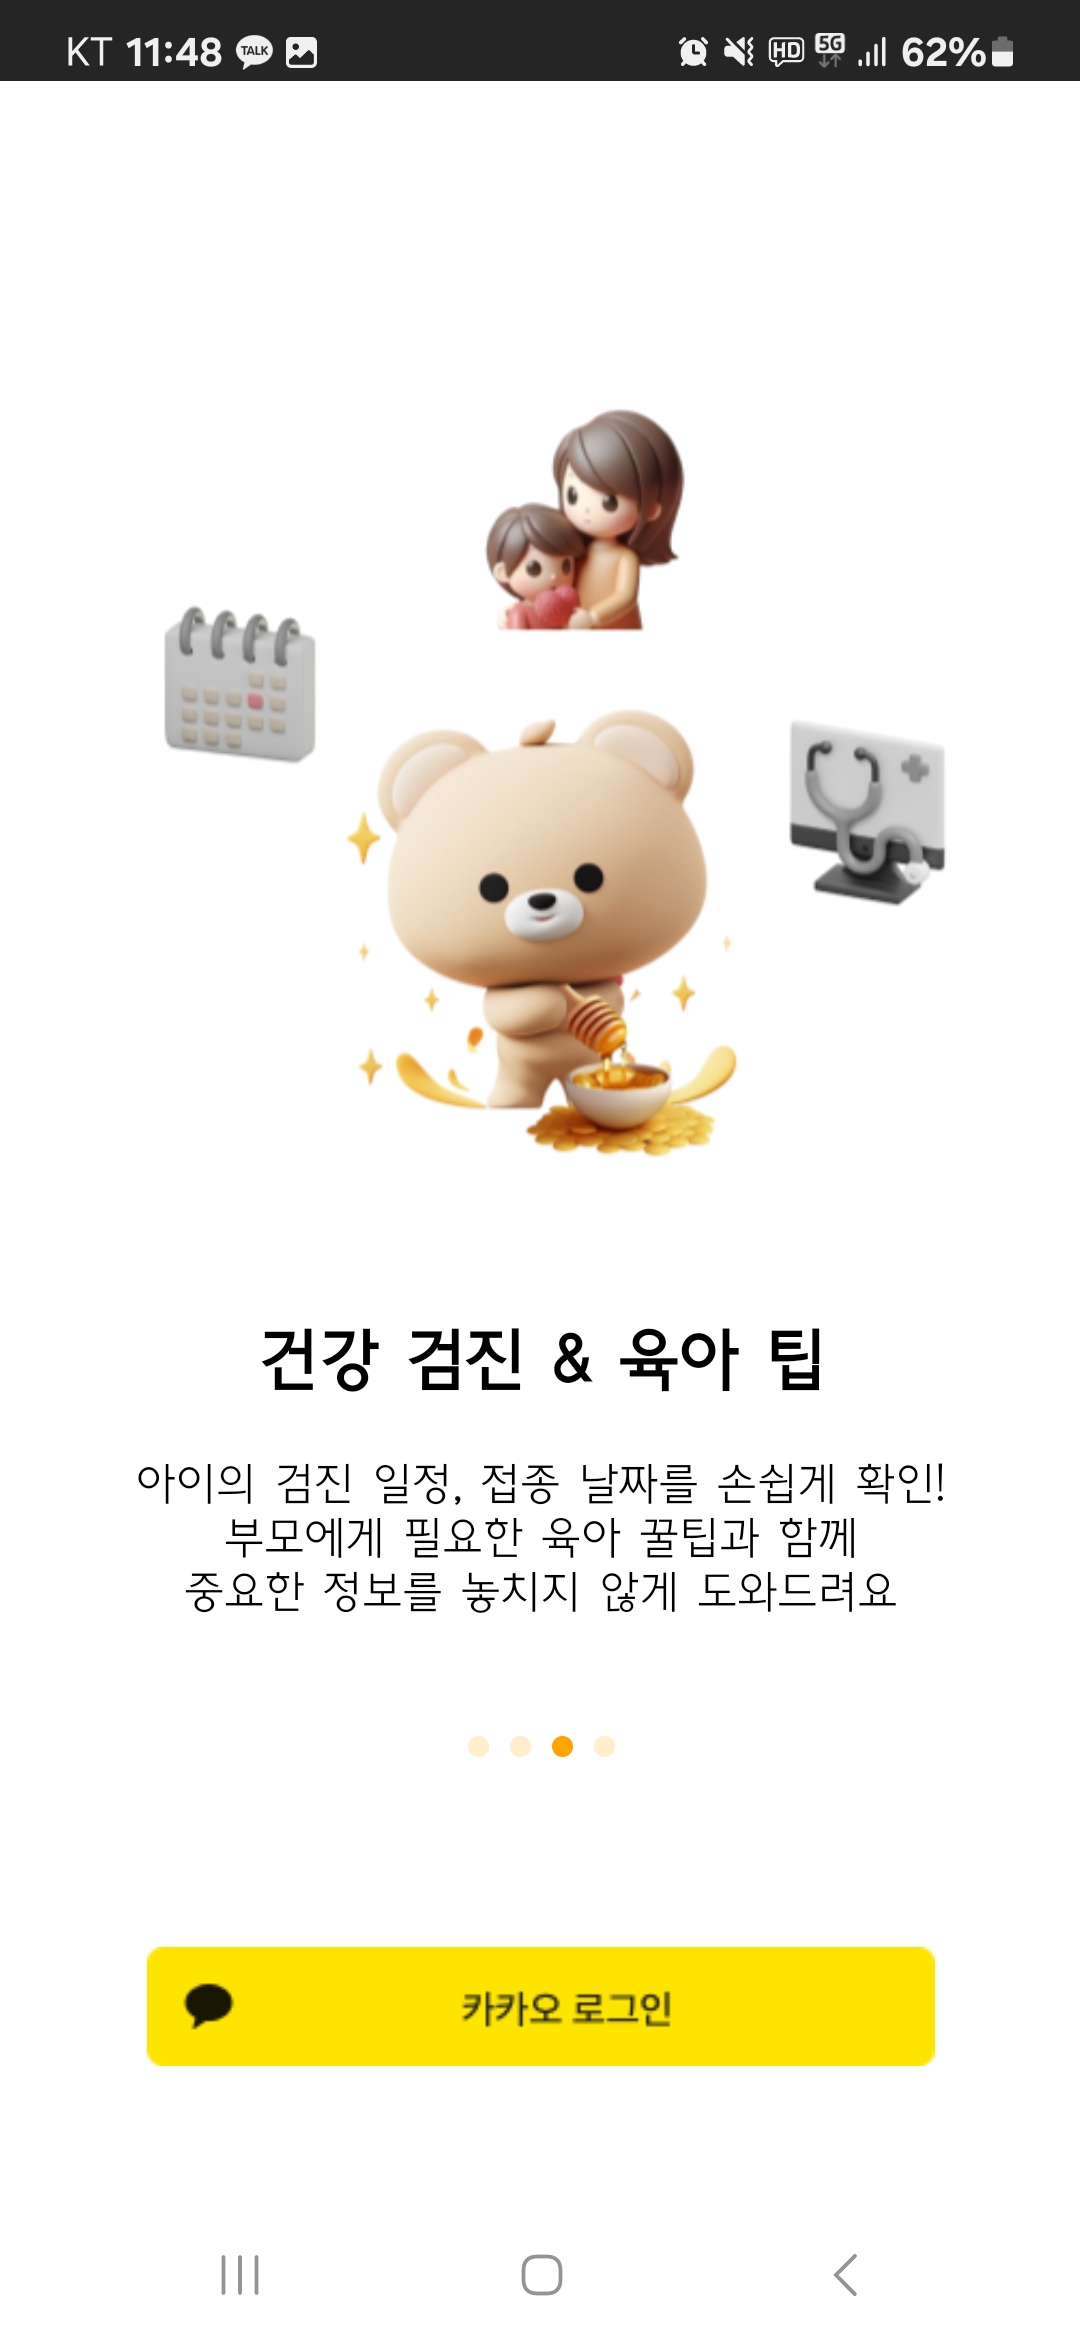 KT 11:48 TALK HD 5G 62%
건강 검진 & 육아 팁
아이의 검진 일정, 접종 날짜를 손쉽게 확인!
부모에게 필요한 육아 꿀팁과 함께
중요한 정보를 놓치지 않게 도와드려요
카카오 로그인